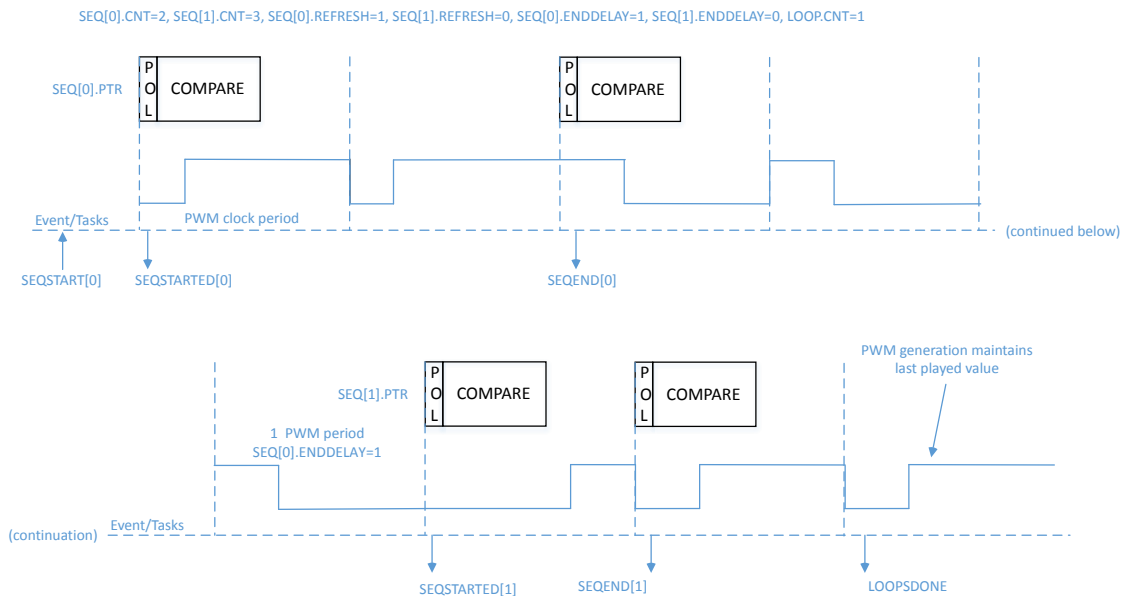 SEQ[0].CNT=2, SEQ[1].CNT=3, SEQ[0].REFRESH=1, SEQ[1].REFRESH=0, SEQ[0].ENDDELAY=1, SEQ[1].ENDDELAY=0, LOOP.CNT=1
SEQ[0].PTR
P
O
L
COMPARE
P
O
L
COMPARE
Event/Tasks
PWM clock period
(continued below)
SEQSTART[0]
SEQSTARTED[0]
SEQEND[0]
PWM generation maintains
last played value
SEQ[1].PTR
P
O
L
COMPARE
P
O
L
COMPARE
1 PWM period
SEQ[0].ENDDELAY=1
(continuation)
Event/Tasks
SEQSTARTED[1]
SEQEND[1]
LOOPSDONE